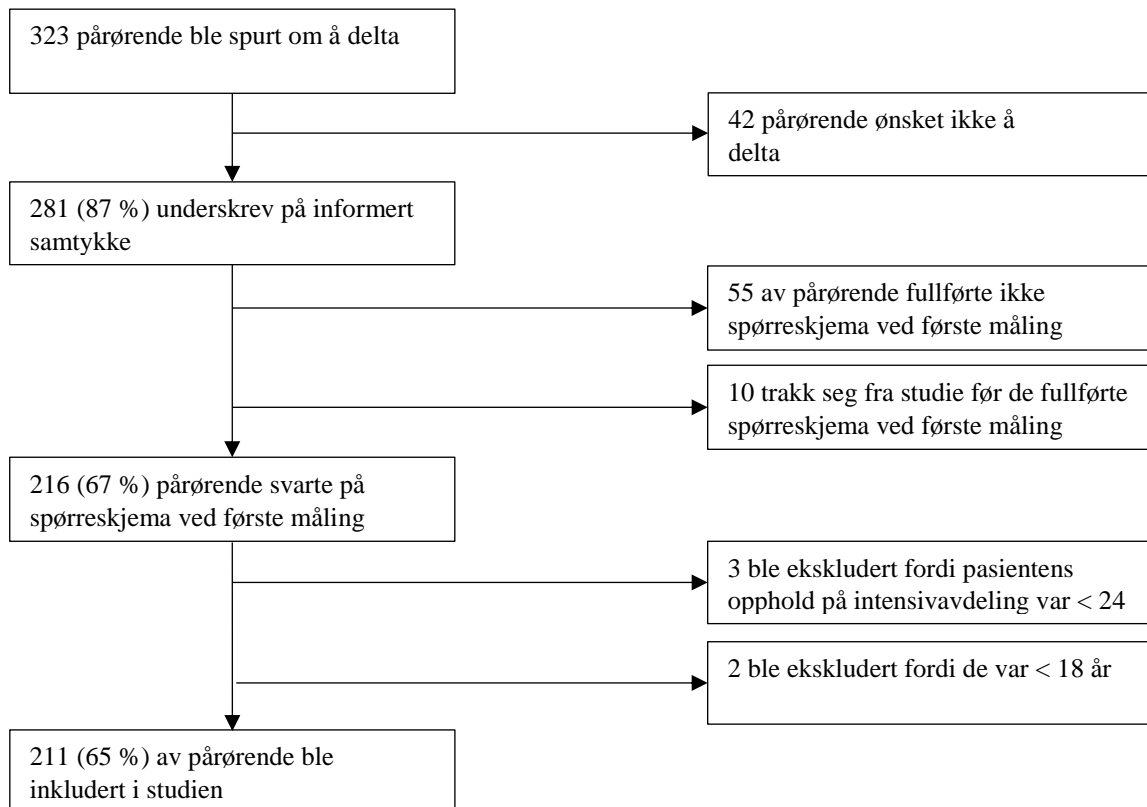 323 pårørende ble spurt om å delta
42 pårørende ønsket ikke å
delta
281 (87 %) underskrev på informert
samtykke
55 av pårørende fullførte ikke
spørreskjema ved første måling
10 trakk seg fra studie før de fullførte
spørreskjema ved første måling
216 (67 %) pårørende svarte på
spørreskjema ved første måling
3 ble ekskludert fordi pasientens
opphold på intensivavdeling var < 24
2 ble ekskludert fordi de var < 18 år
211 (65 %) av pårørende ble
inkludert i studien